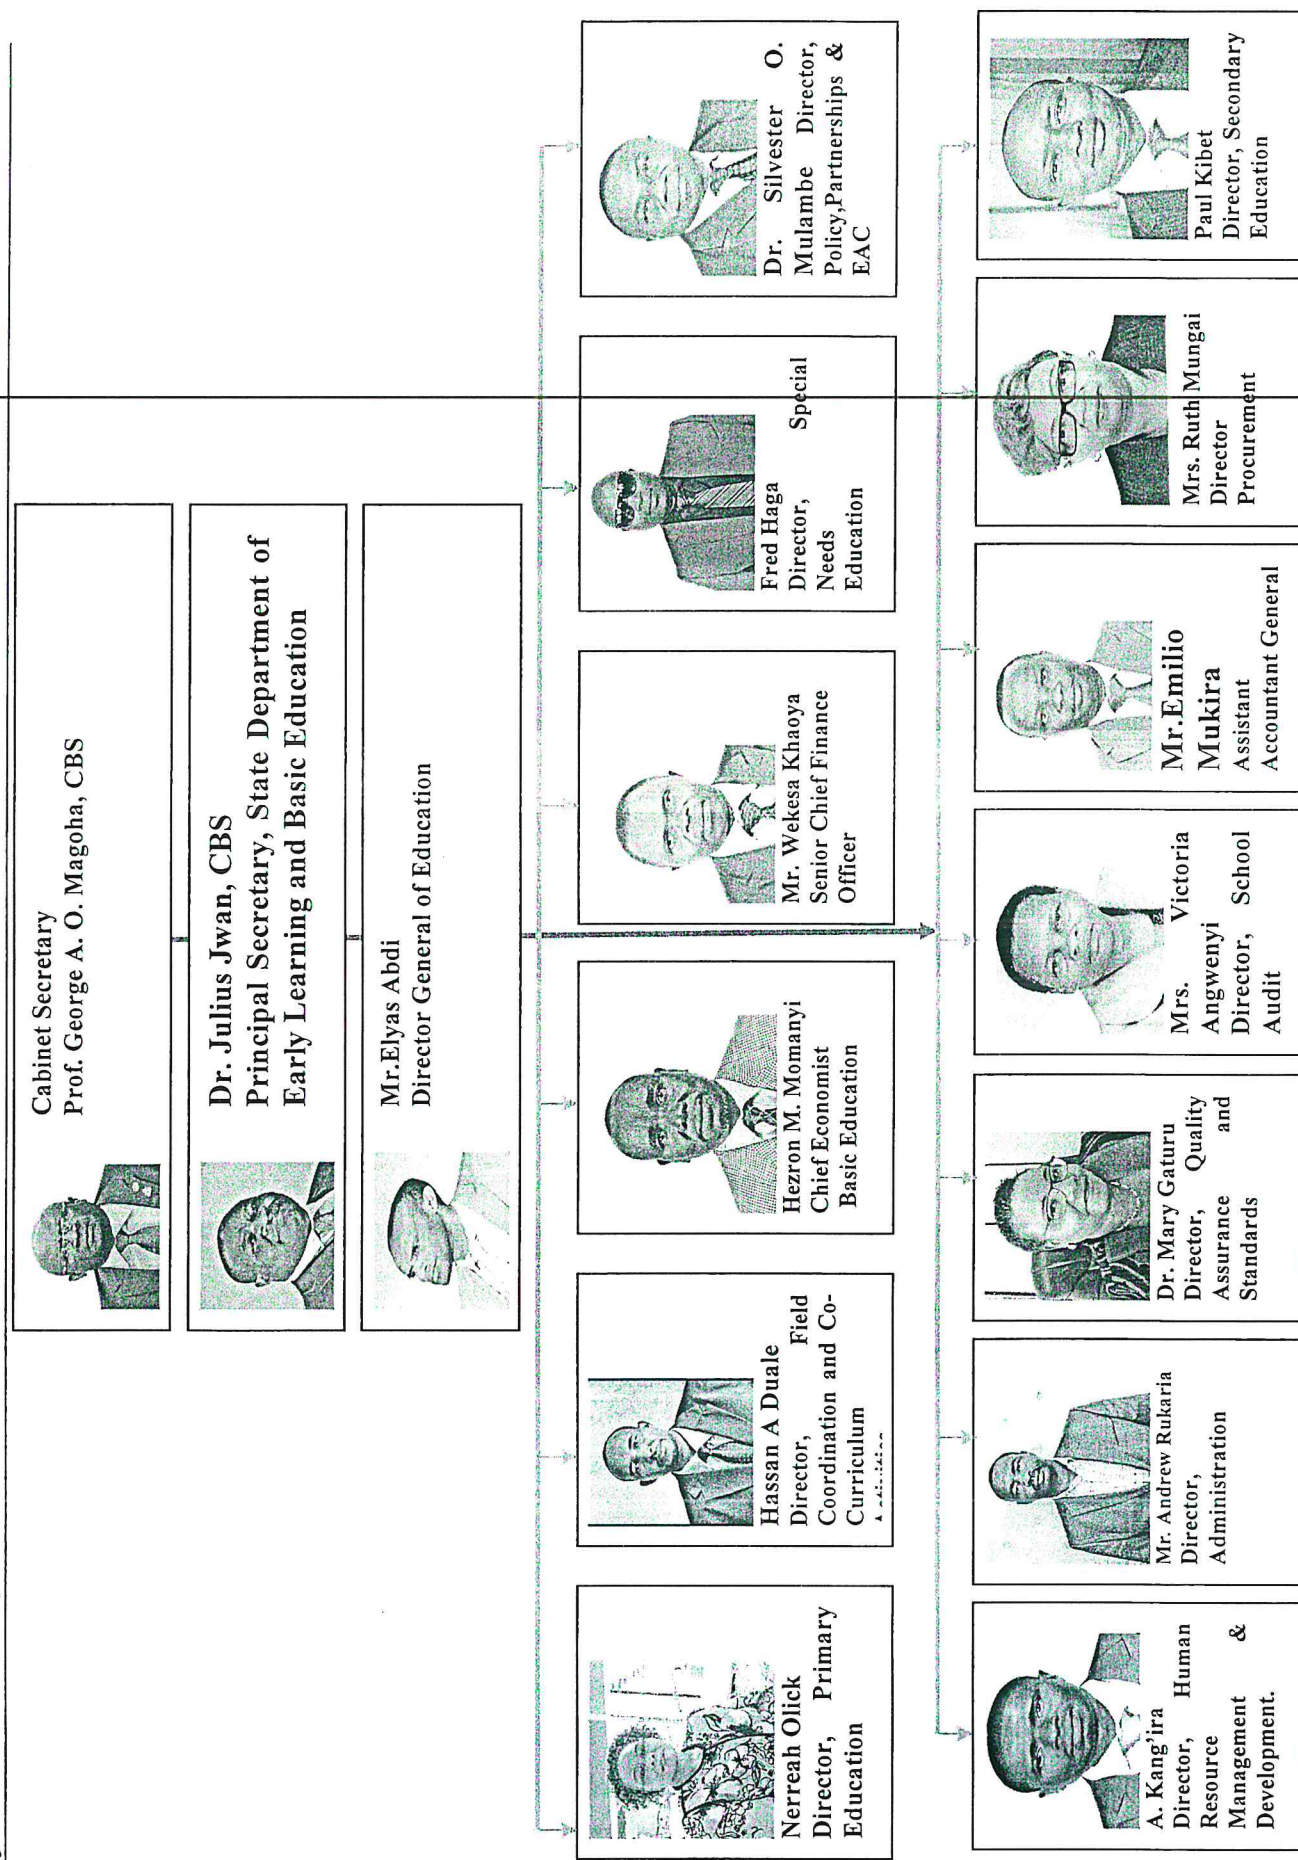 Cabinet Secretary
Prof. George A. O. Magoha, CBS
Dr. Julius Jwan, CBS
Principal Secretary, State Department of
Early Learning and Basic Education
Mr.Elyas Abdi
Director General of Education
Nerreah Olick
Director, Primary
Education
Hassan A Duale
Director, Field
Coordination and Co-
Curriculum
Hezron M. Momanyi
Chief Economist
Basic Education
Mr. Wekesa Khaoya
Senior Chief Finance
Officer
Fred Haga
Director, Special
Needs
Education
Dr. Silvester O.
Mulambe Director,
Policy,Partnerships &
EAC
A. Kang'ira
Director, Human
Resource
Management &
Development.
Mr. Andrew Rukaria
Director,
Administration
Dr. Mary Gaturu
Director, Quality
Assurance and
Standards
Mrs. Victoria
Angwenyi
Director, School
Audit
Mr.Emilio
Mukira
Assistant
Accountant General
Mrs. Ruth Mungai
Director
Procurement
Paul Kibet
Director, Secondary
Education